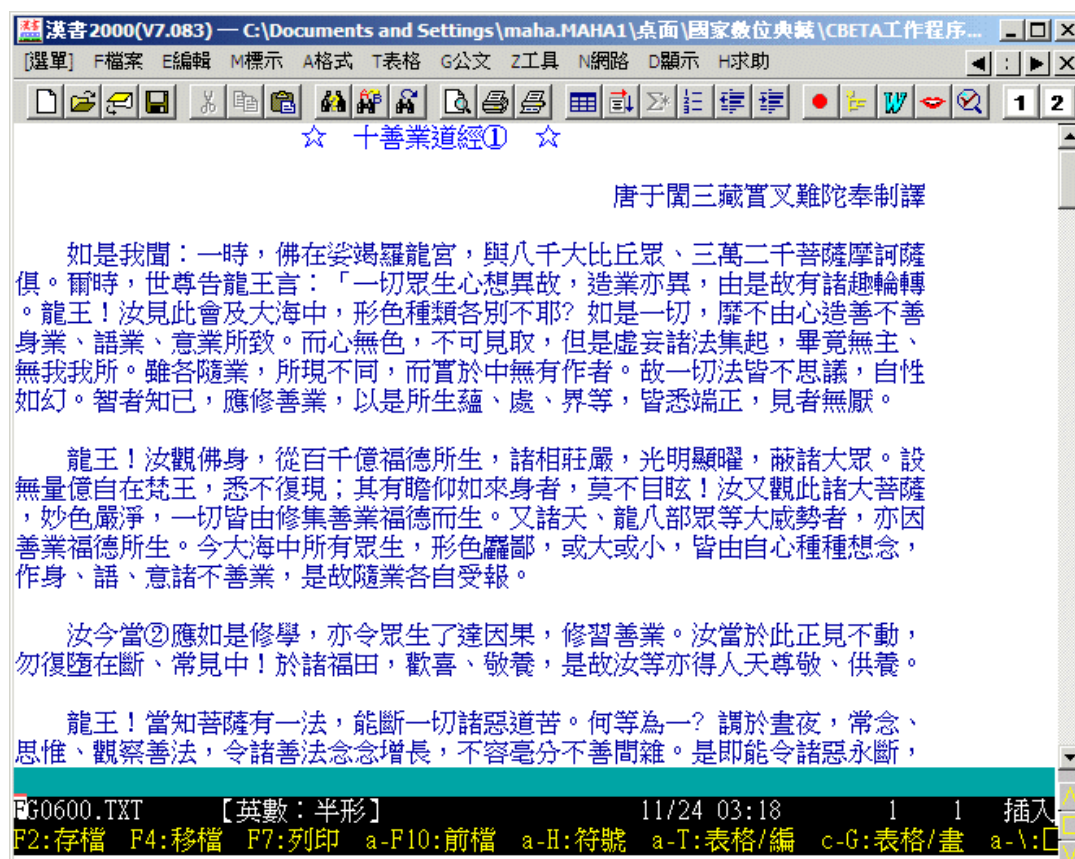 漢書2000(V7.083) — C:\Documents and Settings\maha.MAHA1\桌面\國家數位典藏\CBETA工作程序...
[選單] F檔案 E編輯 M標示 A格式 T表格 G公文 Z工具 N網路 D顯示 H求助
1 2
☆ 十善業道經① ☆
唐于闐三藏實叉難陀奉制譯
如是我聞：一時，佛在娑竭羅龍宮，與八千大比丘眾、三萬二千菩薩摩訶薩
俱。爾時，世尊告龍王言：「一切眾生心想異故，造業亦異，由是故有諸趣輪轉
。龍王！汝見此會及大海中，形色種類各別不耶？如是一切，靡不由心造善不善
身業、語業、意業所致。而心無色，不可見取，但是虛妄諸法集起，畢竟無主、
無我我所。雖各隨業，所現不同，而實於中無有作者。故一切法皆不思議，自性
如幻。智者知已，應修善業，以是所生蘊、處、界等，皆悉端正，見者無厭。
龍王！汝觀佛身，從百千億福德所生，諸相莊嚴，光明顯曜，蔽諸大眾。設
無量億自在梵王，悉不復現；其有瞻仰如來身者，莫不目眩！汝又觀此諸大菩薩
，妙色嚴淨，一切皆由修集善業福德而生。又諸天、龍八部眾等大威勢者，亦因
善業福德所生。今大海中所有眾生，形色麤鄙，或大或小，皆由自心種種想念，
作身、語、意諸不善業，是故隨業各自受報。
汝今當②應如是修學，亦令眾生了達因果，修習善業。汝當於此正見不動，
勿復墮在斷、常見中！於諸福田，歡喜、敬養，是故汝等亦得人天尊敬、供養。
龍王！當知菩薩有一法，能斷一切諸惡道苦。何等為一？謂於晝夜，常念、
思惟、觀察善法，令諸善法念念增長，不容毫分不善間雜。是即能令諸惡永斷，
FG0600.TXT 【英數：半形】 11/24 03:18 1 1 插入
F2:存檔 F4:移檔 F7:列印 a-F10:前檔 a-H:符號 a-T:表格/編 c-G:表格/畫 a-\: